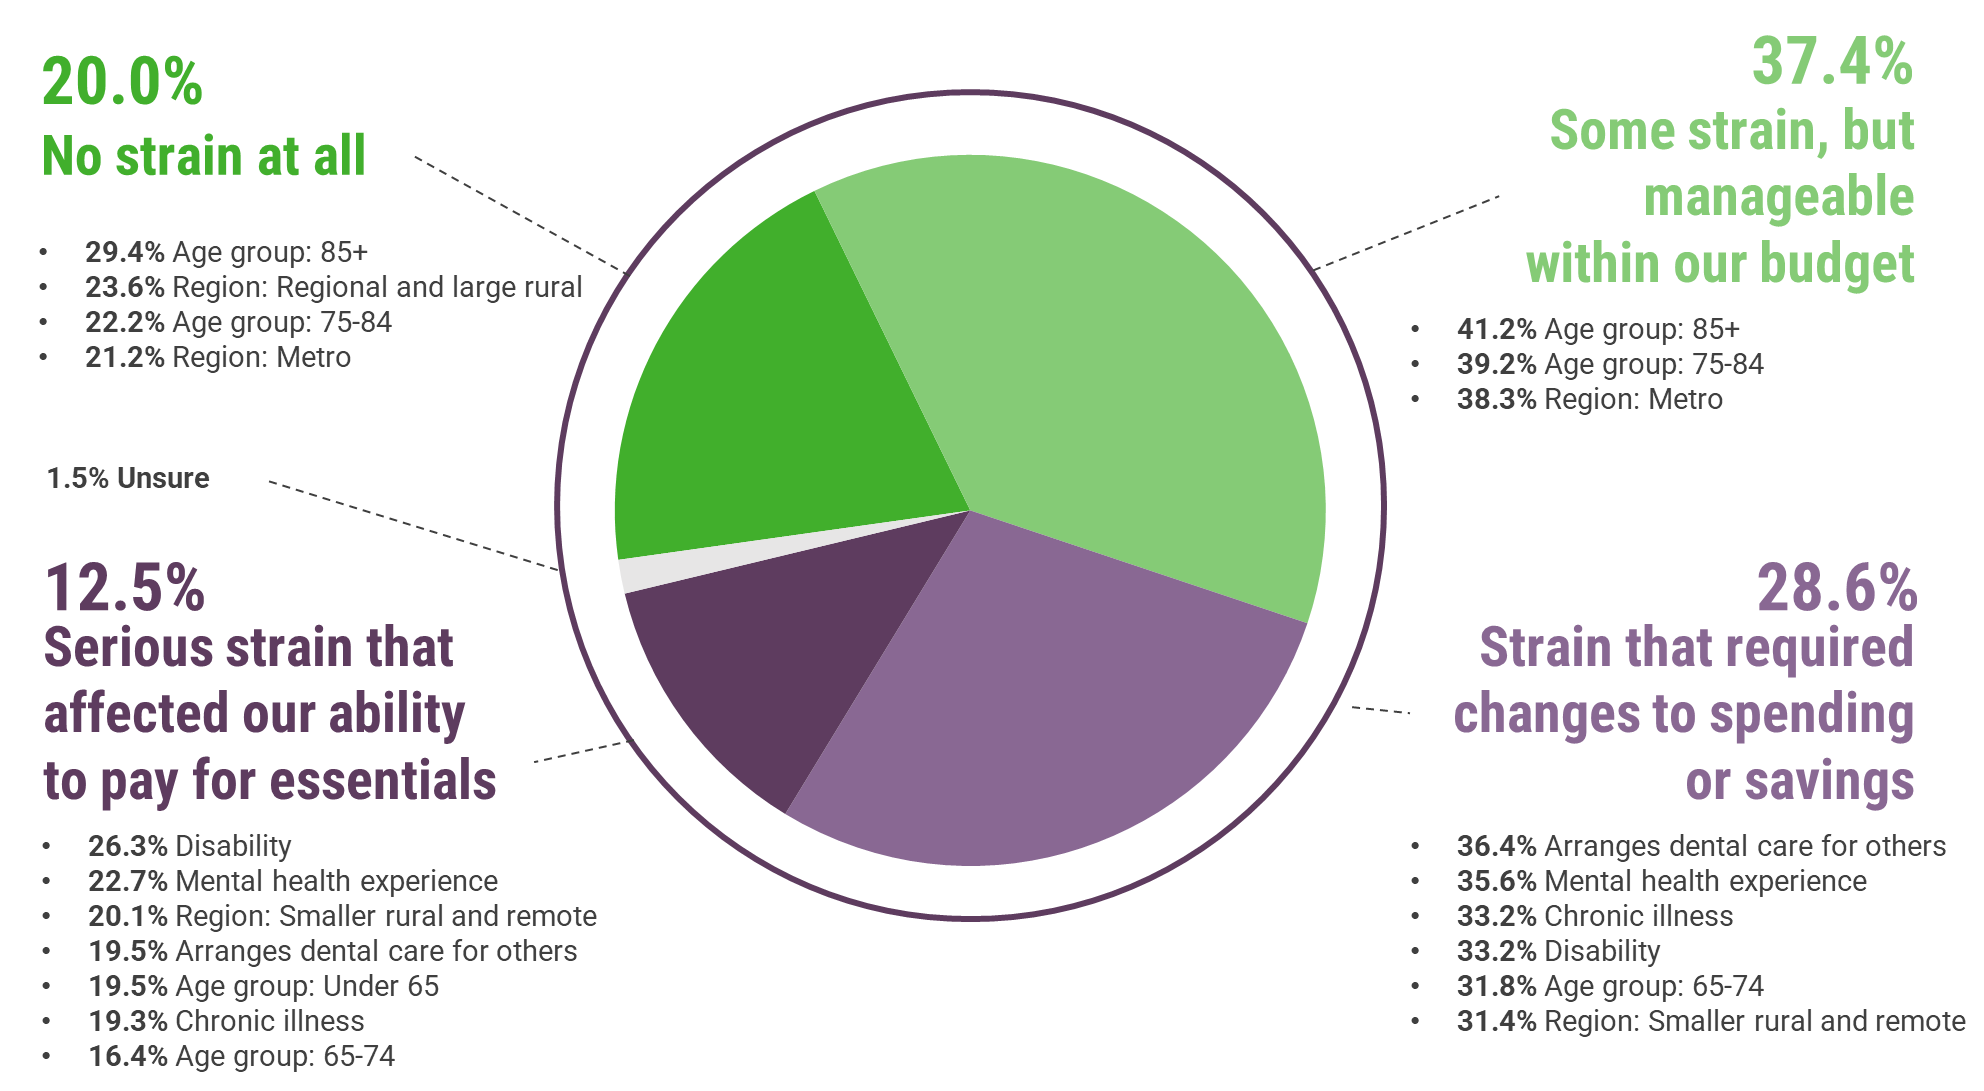 20.0%
No strain at all
• 29.4% Age group: 85+
• 23.6% Region: Regional and large rural
• 22.2% Age group: 75-84
• 21.2% Region: Metro
37.4%
Some strain, but
manageable
within our budget
• 41.2% Age group: 85+
• 39.2% Age group: 75-84
• 38.3% Region: Metro
1.5% Unsure
12.5%
Serious strain that
affected our ability
to pay for essentials
• 26.3% Disability
• 22.7% Mental health experience
• 20.1% Region: Smaller rural and remote
• 19.5% Arranges dental care for others
• 19.5% Age group: Under 65
• 19.3% Chronic illness
• 16.4% Age group: 65-74
28.6%
Strain that required
changes to spending
or savings
• 36.4% Arranges dental care for others
• 35.6% Mental health experience
• 33.2% Chronic illness
• 33.2% Disability
• 31.8% Age group: 65-74
• 31.4% Region: Smaller rural and remote